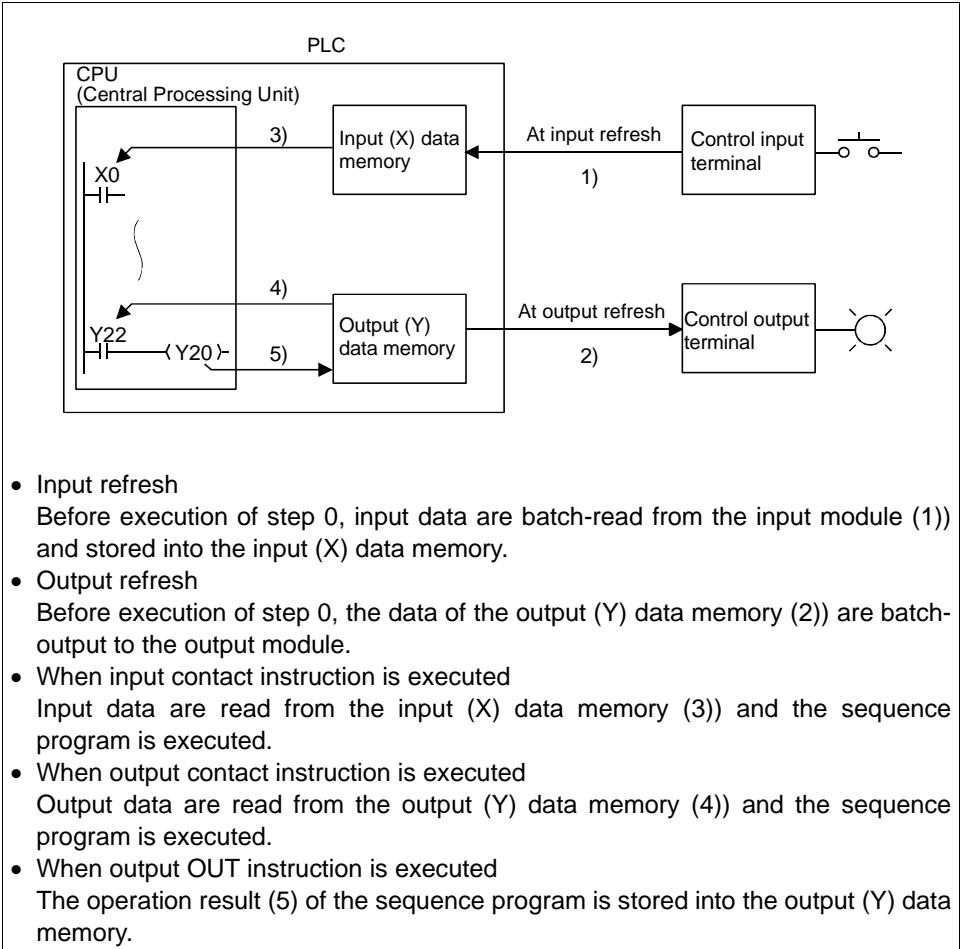 PLC
CPU
(Central Processing Unit)
3)
Input (X) data
memory
At input refresh
1)
Control input
terminal
X0
4)
Y22
Y20
5)
Output (Y)
data memory
At output refresh
2)
Control output
terminal
• Input refresh
Before execution of step 0, input data are batch-read from the input module (1))
and stored into the input (X) data memory.
• Output refresh
Before execution of step 0, the data of the output (Y) data memory (2)) are batch-
output to the output module.
• When input contact instruction is executed
Input data are read from the input (X) data memory (3)) and the sequence
program is executed.
• When output contact instruction is executed
Output data are read from the output (Y) data memory (4)) and the sequence
program is executed.
• When output OUT instruction is executed
The operation result (5) of the sequence program is stored into the output (Y) data
memory.